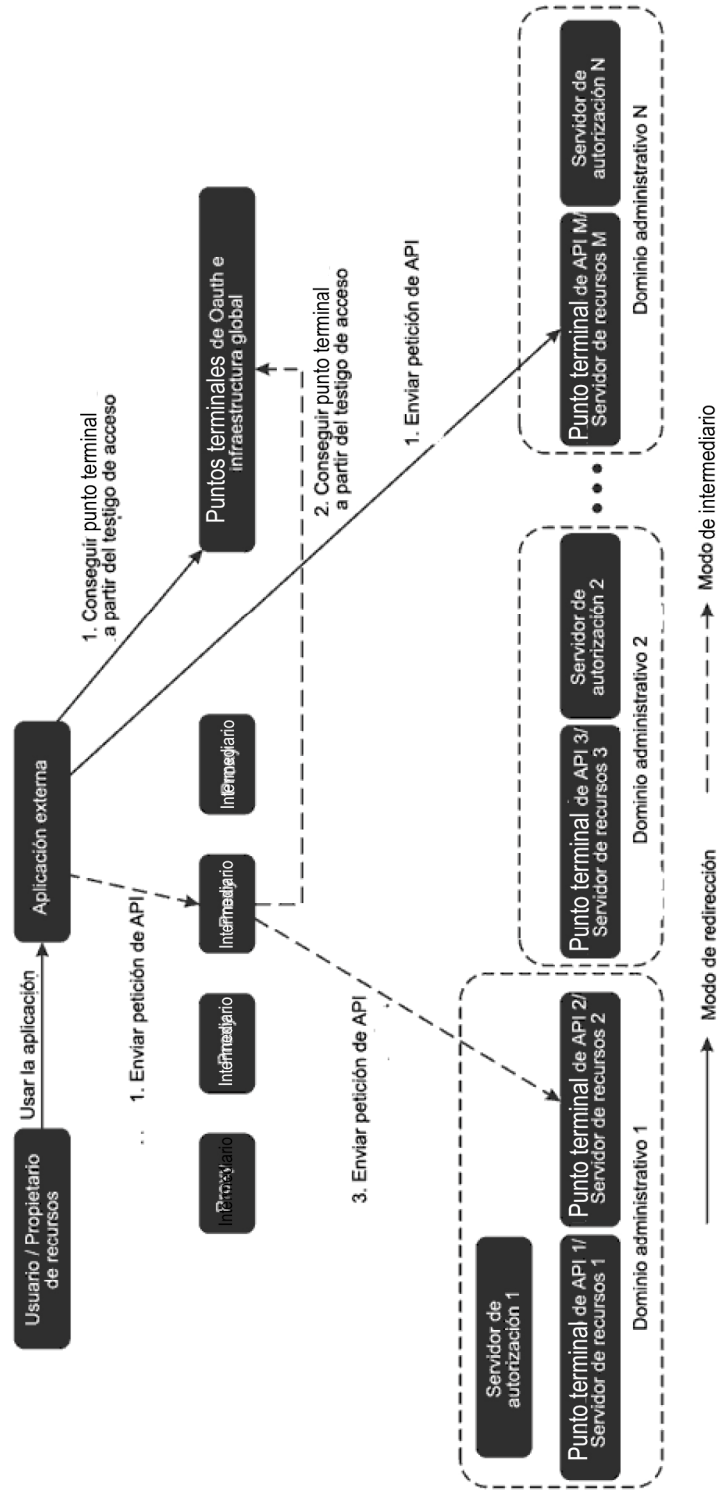 Usuario / Propietario
de recursos
Usar la aplicación
Aplicación externa
1. Conseguir punto terminal
a partir del testigo de acceso
1. Enviar petición de API
Intermediario
Intermediario
Intermediario
Intermediario
Puntos terminales de Oauth e
infraestructura global
2. Conseguir punto terminal
a partir del testigo de acceso
3. Enviar petición de API
1. Enviar petición de API
Servidor de
autorización 1
Punto terminal de API 1/
Servidor de recursos 1
Punto terminal de API 2/
Servidor de recursos 2
Dominio administrativo 1
Punto terminal de API 3/
Servidor de recursos 3
Servidor de
autorización 2
Dominio administrativo 2
Punto terminal de API M/
Servidor de recursos M
Servidor de
autorización N
Dominio administrativo N
Modo de redirección
Modo de intermediario